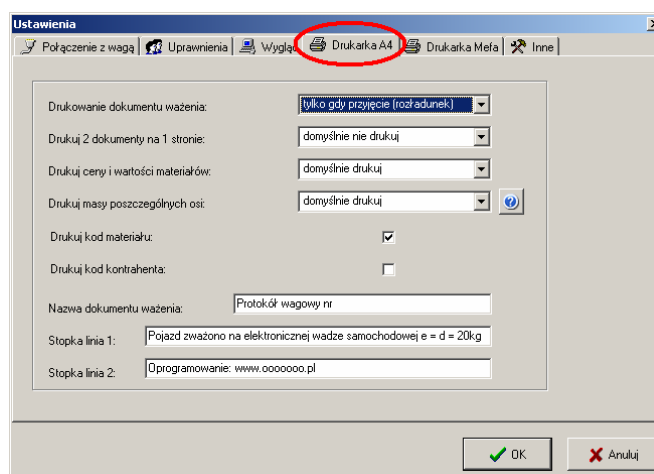 Ustawienia
Połączenie z wagą Uprawnienia Wygląd Drukarka A4 Drukarka Mefa Inne
Drukowanie dokumentu ważenia: tylko gdy przyjęcie (rozładunek)
Drukuj 2 dokumenty na 1 stronie: domyślnie nie drukuj
Drukuj ceny i wartości materiałów: domyślnie drukuj
Drukuj masy poszczególnych osi: domyślnie drukuj
Drukuj kod materiału:
Drukuj kod kontrahenta:
Nazwa dokumentu ważenia: Protokół wagowy nr
Stopka linia 1: Pojazd zważono na elektronicznej wadze samochodowej e = d = 20kg
Stopka linia 2: Oprogramowanie: www.ooooooo.pl
OK Anuluj